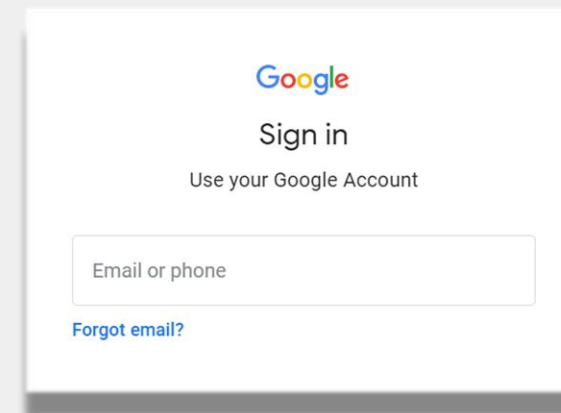 Google
Sign in
Use your Google Account
Email or phone
Forgot email?